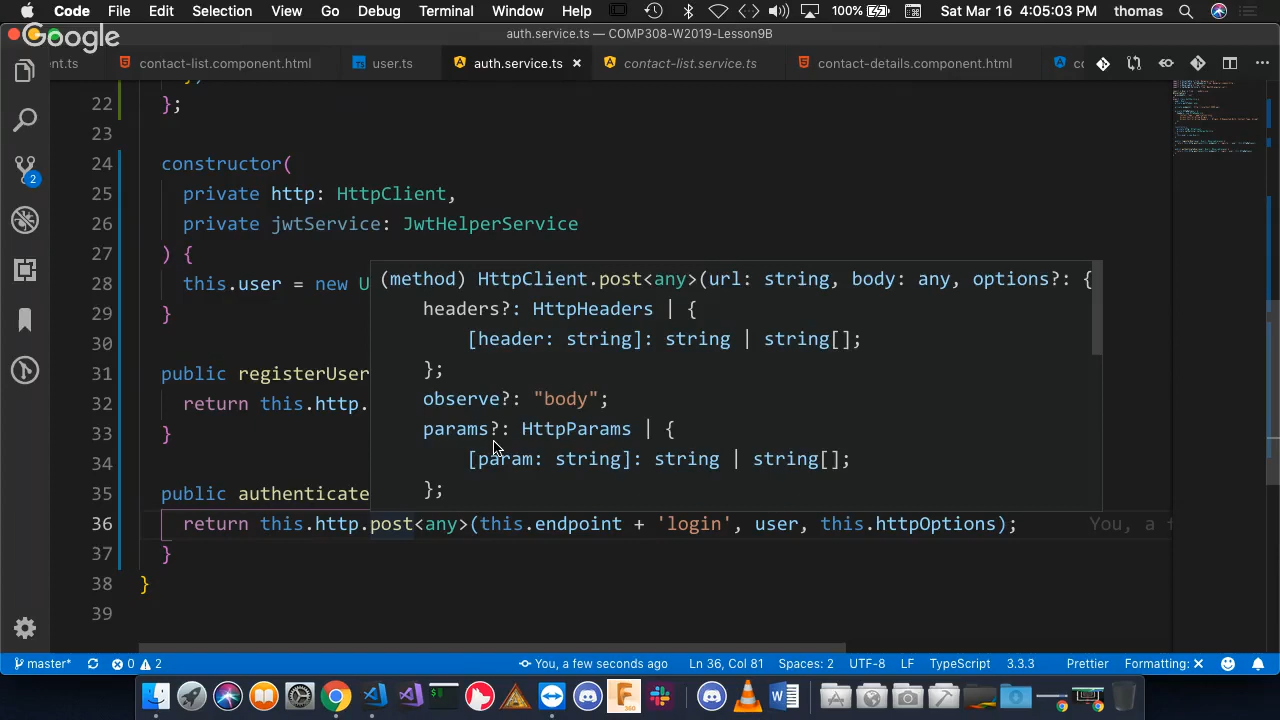 Code File Edit Selection View Go Debug Terminal Window Help 100% Sat Mar 16 4:05:03 PM thomas
Google
auth.service.ts — COMP308-W2019-Lesson9B
ent.ts contact-list.component.html user.ts auth.service.ts contact-list.service.ts contact-details.component.html
22 };
23
24 constructor(
25 private http: HttpClient,
26 private jwtService: JwtHelperService
27 ) {
28 this.user = new U
29 }
30
31 public registerUser
32 return this.http.
33 }
34
35 public authenticate
36 return this.http.post<any>(this.endpoint + 'login', user, this.httpOptions); You, a f
37 }
38 }
39
(method) HttpClient.post<any>(url: string, body: any, options?: {
headers?: HttpHeaders | {
[header: string]: string | string[];
};
observe?: "body";
params?: HttpParams | {
[param: string]: string | string[];
};
2
master* 0 2 You, a few seconds ago Ln 36, Col 81 Spaces: 2 UTF-8 LF TypeScript 3.3.3 Prettier Formatting: ✕